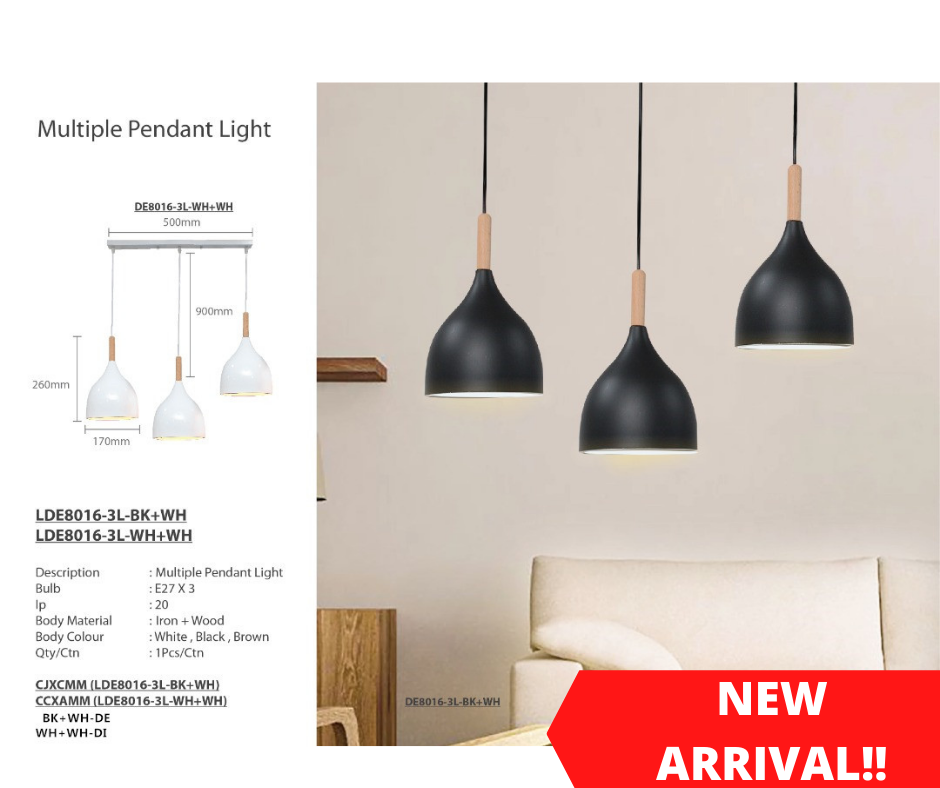 Multiple Pendant Light
DE8016-3L-WH+WH
500mm
900mm
260mm
170mm
LDE8016-3L-BK+WH
LDE8016-3L-WH+WH
Description : Multiple Pendant Light
Bulb : E27 X 3
Ip : 20
Body Material : Iron + Wood
Body Colour : White , Black , Brown
Qty/Ctn : 1Pcs/Ctn
CJXCMM (LDE8016-3L-BK+WH)
CCXAMM (LDE8016-3L-WH+WH)
BK+WH-DE
WH+WH-DI
DE8016-3L-BK+WH
NEW
ARRIVAL!!